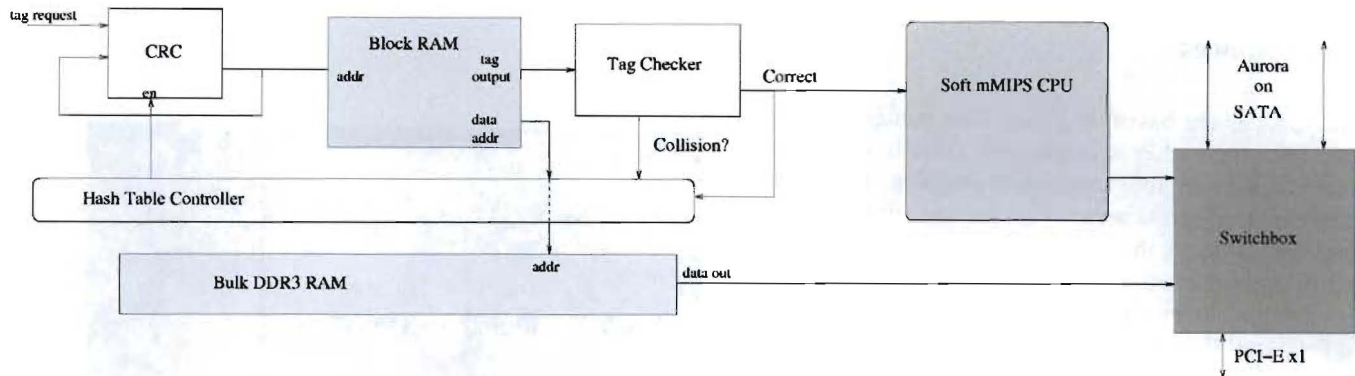 tag request
CRC
en
Block RAM
addr
tag
output
data
addr
Tag Checker
Correct
Collision?
Soft mMIPS CPU
Aurora
on
SATA
Hash Table Controller
Switchbox
addr
Bulk DDR3 RAM
data out
PCI-E x1